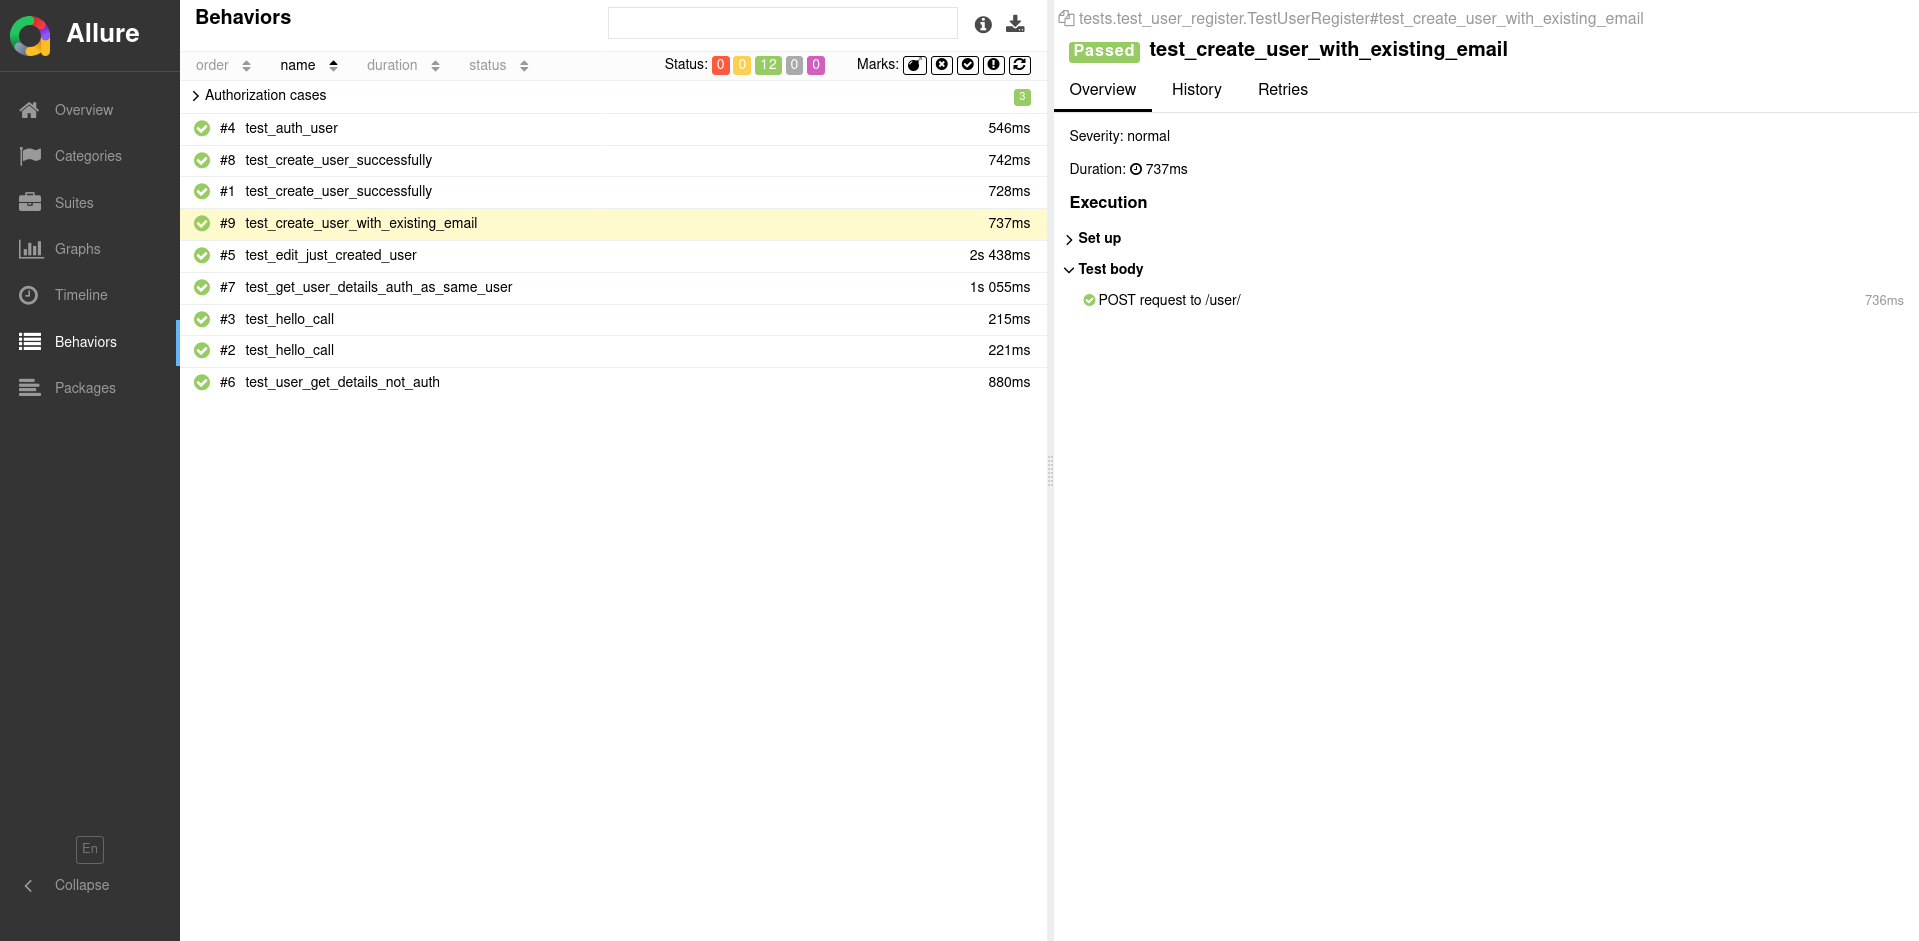 Allure
Overview
Categories
Suites
Graphs
Timeline
Behaviors
Packages
En
Collapse
Behaviors
order name duration status Status: 0 0 12 0 0 Marks:
Authorization cases 3
#4 test_auth_user 546ms
#8 test_create_user_successfully 742ms
#1 test_create_user_successfully 728ms
#9 test_create_user_with_existing_email 737ms
#5 test_edit_just_created_user 2s 438ms
#7 test_get_user_details_auth_as_same_user 1s 055ms
#3 test_hello_call 215ms
#2 test_hello_call 221ms
#6 test_user_get_details_not_auth 880ms
tests.test_user_register.TestUserRegister#test_create_user_with_existing_email
Passed test_create_user_with_existing_email
Overview History Retries
Severity: normal
Duration: 737ms
Execution
Set up
Test body
POST request to /user/ 736ms